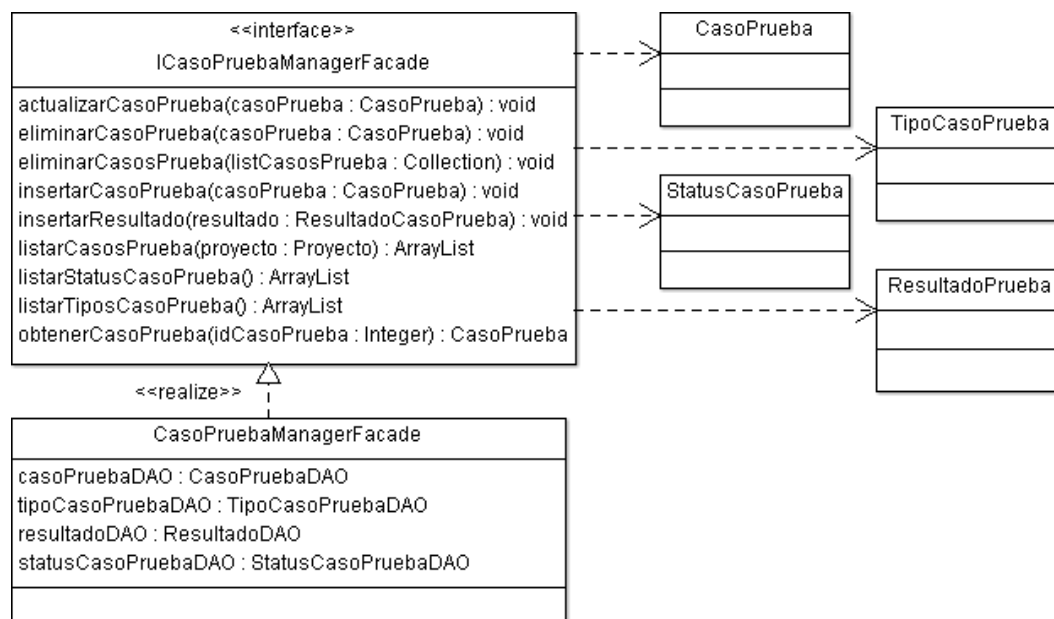 <<interface>>
ICasoPruebaManagerFacade
actualizarCasoPrueba(casoPrueba : CasoPrueba) : void
eliminarCasoPrueba(casoPrueba : CasoPrueba) : void
eliminarCasosPrueba(listCasosPrueba : Collection) : void
insertarCasoPrueba(casoPrueba : CasoPrueba) : void
insertarResultado(resultado : ResultadoCasoPrueba) : void
listarCasosPrueba(proyecto : Proyecto) : ArrayList
listarStatusCasoPrueba() : ArrayList
listarTiposCasoPrueba() : ArrayList
obtenerCasoPrueba(idCasoPrueba : Integer) : CasoPrueba
CasoPrueba
TipoCasoPrueba
StatusCasoPrueba
ResultadoPrueba
<<realize>>
CasoPruebaManagerFacade
casoPruebaDAO : CasoPruebaDAO
tipoCasoPruebaDAO : TipoCasoPruebaDAO
resultadoDAO : ResultadoDAO
statusCasoPruebaDAO : StatusCasoPruebaDAO